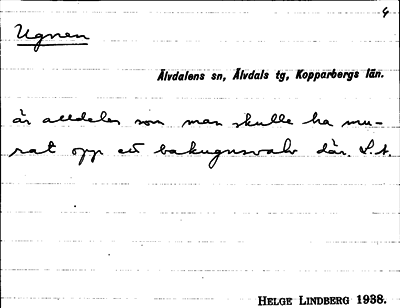 4
Ugnen
Älvdalens sn, Älvdals tg, Kopparbergs län.
är alldeles som man skulle ha mu-
rat opp ett bakugnsvalv där. L.A.
HELGE LINDBERG 1938.